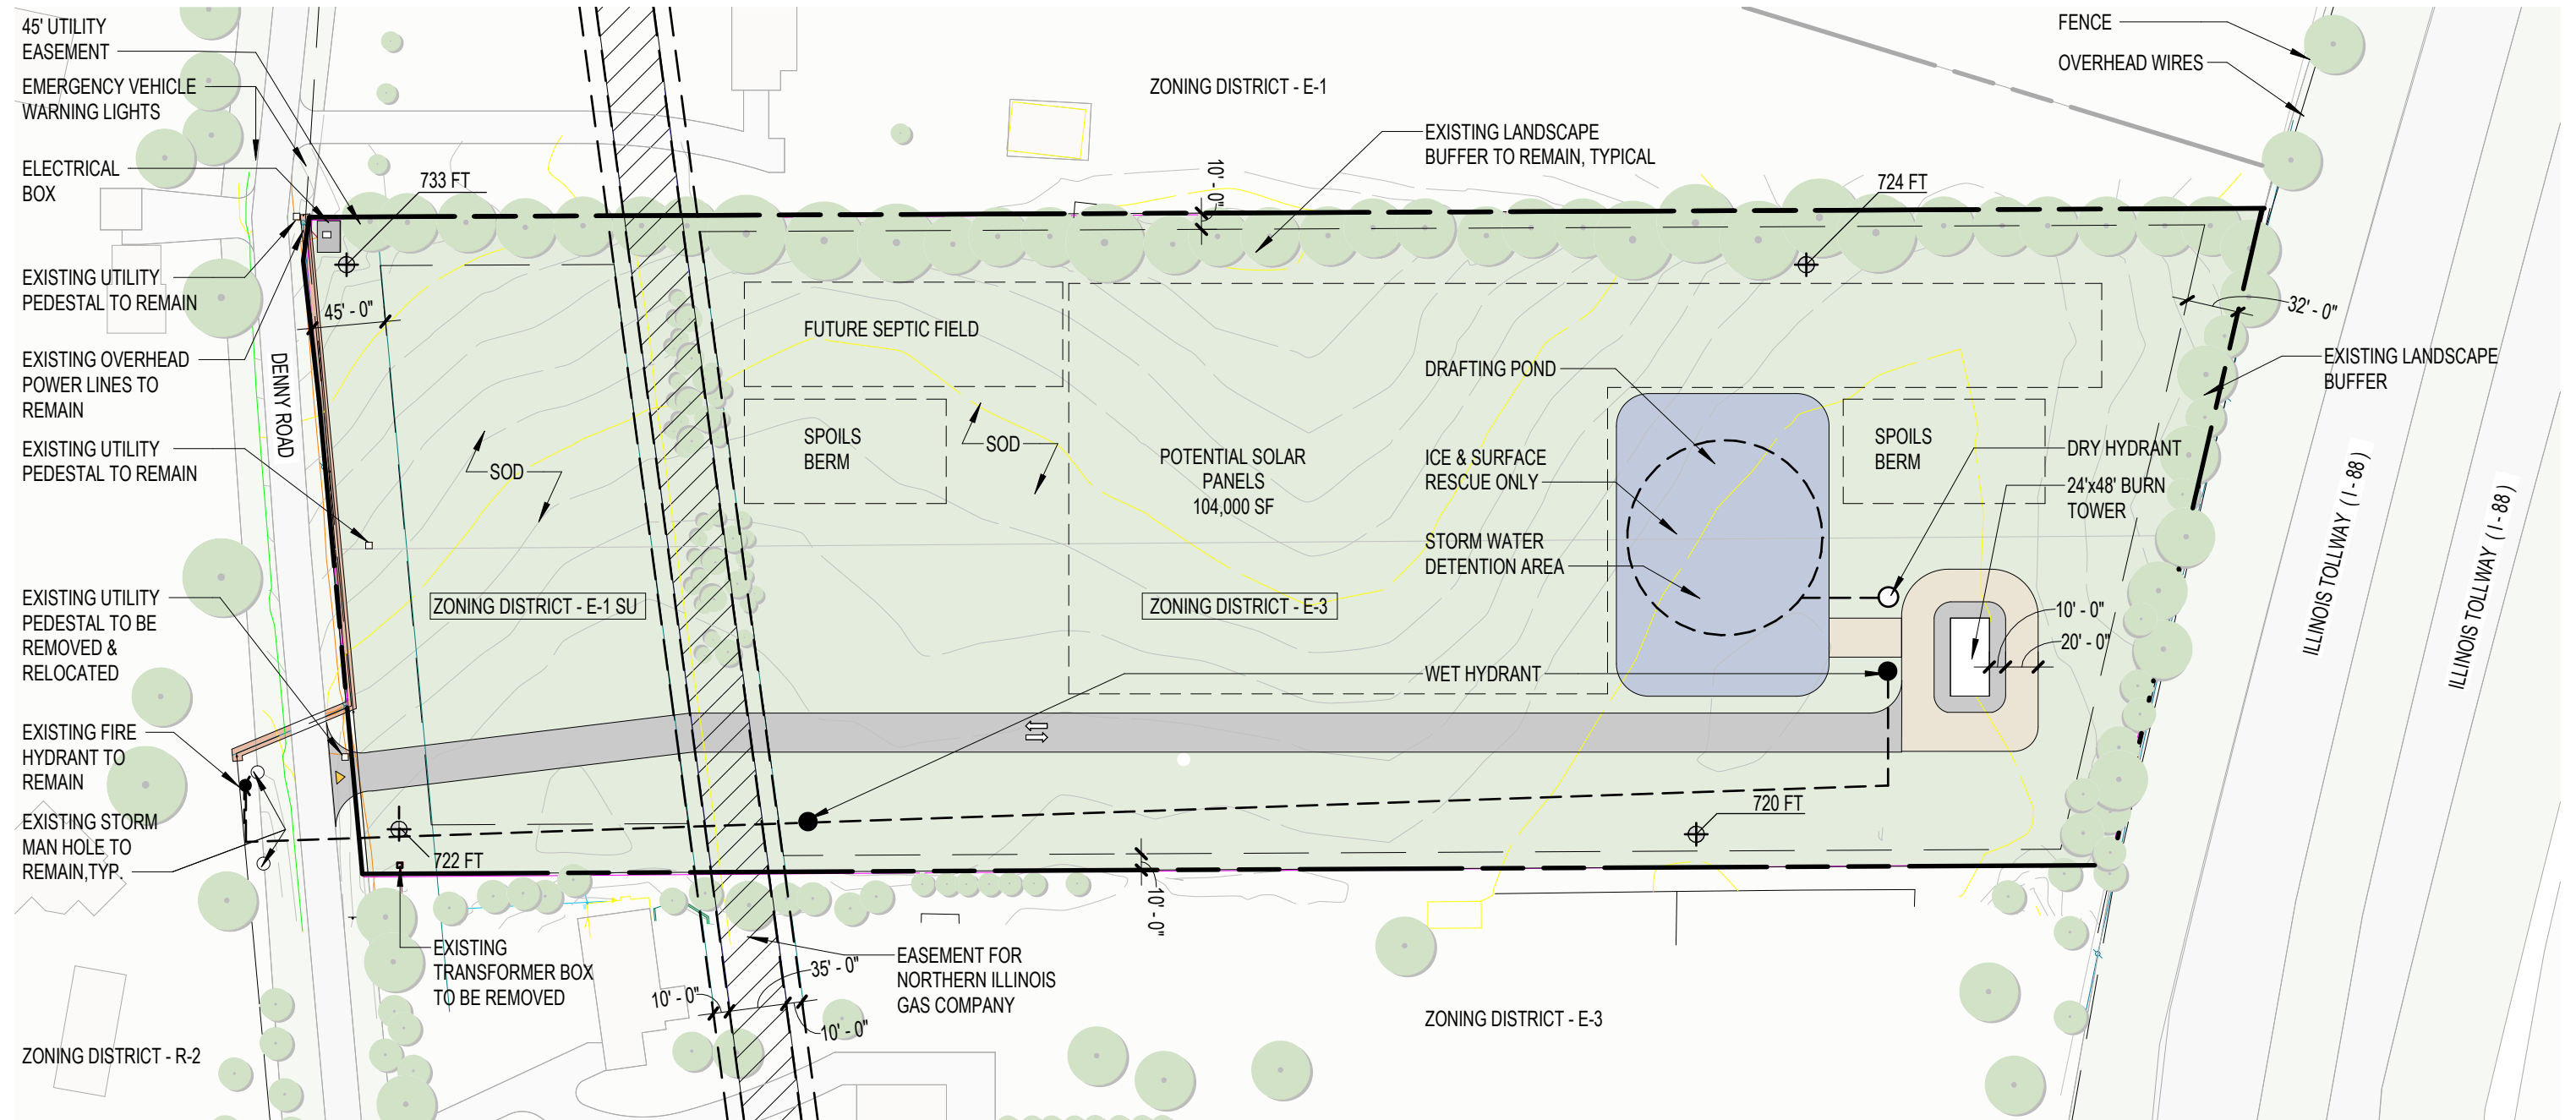 45' UTILITY
EASEMENT
EMERGENCY VEHICLE
WARNING LIGHTS
ELECTRICAL
BOX
EXISTING UTILITY
PEDESTAL TO REMAIN
EXISTING OVERHEAD
POWER LINES TO
REMAIN
EXISTING UTILITY
PEDESTAL TO REMAIN
EXISTING UTILITY
PEDESTAL TO BE
REMOVED &
RELOCATED
EXISTING FIRE
HYDRANT TO
REMAIN
EXISTING STORM
MAN HOLE TO
REMAIN,TYP.
ZONING DISTRICT - R-2
DENNY ROAD
733 FT
45' - 0"
SOD
ZONING DISTRICT - E-1 SU
722 FT
EXISTING
TRANSFORMER BOX
TO BE REMOVED
10' - 0"
35' - 0"
10' - 0"
EASEMENT FOR
NORTHERN ILLINOIS
GAS COMPANY
FUTURE SEPTIC FIELD
SPOILS
BERM
SOD
ZONING DISTRICT - E-1
10' - 0"
EXISTING LANDSCAPE
BUFFER TO REMAIN, TYPICAL
POTENTIAL SOLAR
PANELS
104,000 SF
ZONING DISTRICT - E-3
DRAFTING POND
ICE & SURFACE
RESCUE ONLY
STORM WATER
DETENTION AREA
WET HYDRANT
10' - 0"
720 FT
ZONING DISTRICT - E-3
724 FT
SPOILS
BERM
DRY HYDRANT
24'x48' BURN
TOWER
10' - 0"
20' - 0"
FENCE
OVERHEAD WIRES
32' - 0"
EXISTING LANDSCAPE
BUFFER
ILLINOIS TOLLWAY ( I - 88 )
ILLINOIS TOLLWAY ( I - 88 )